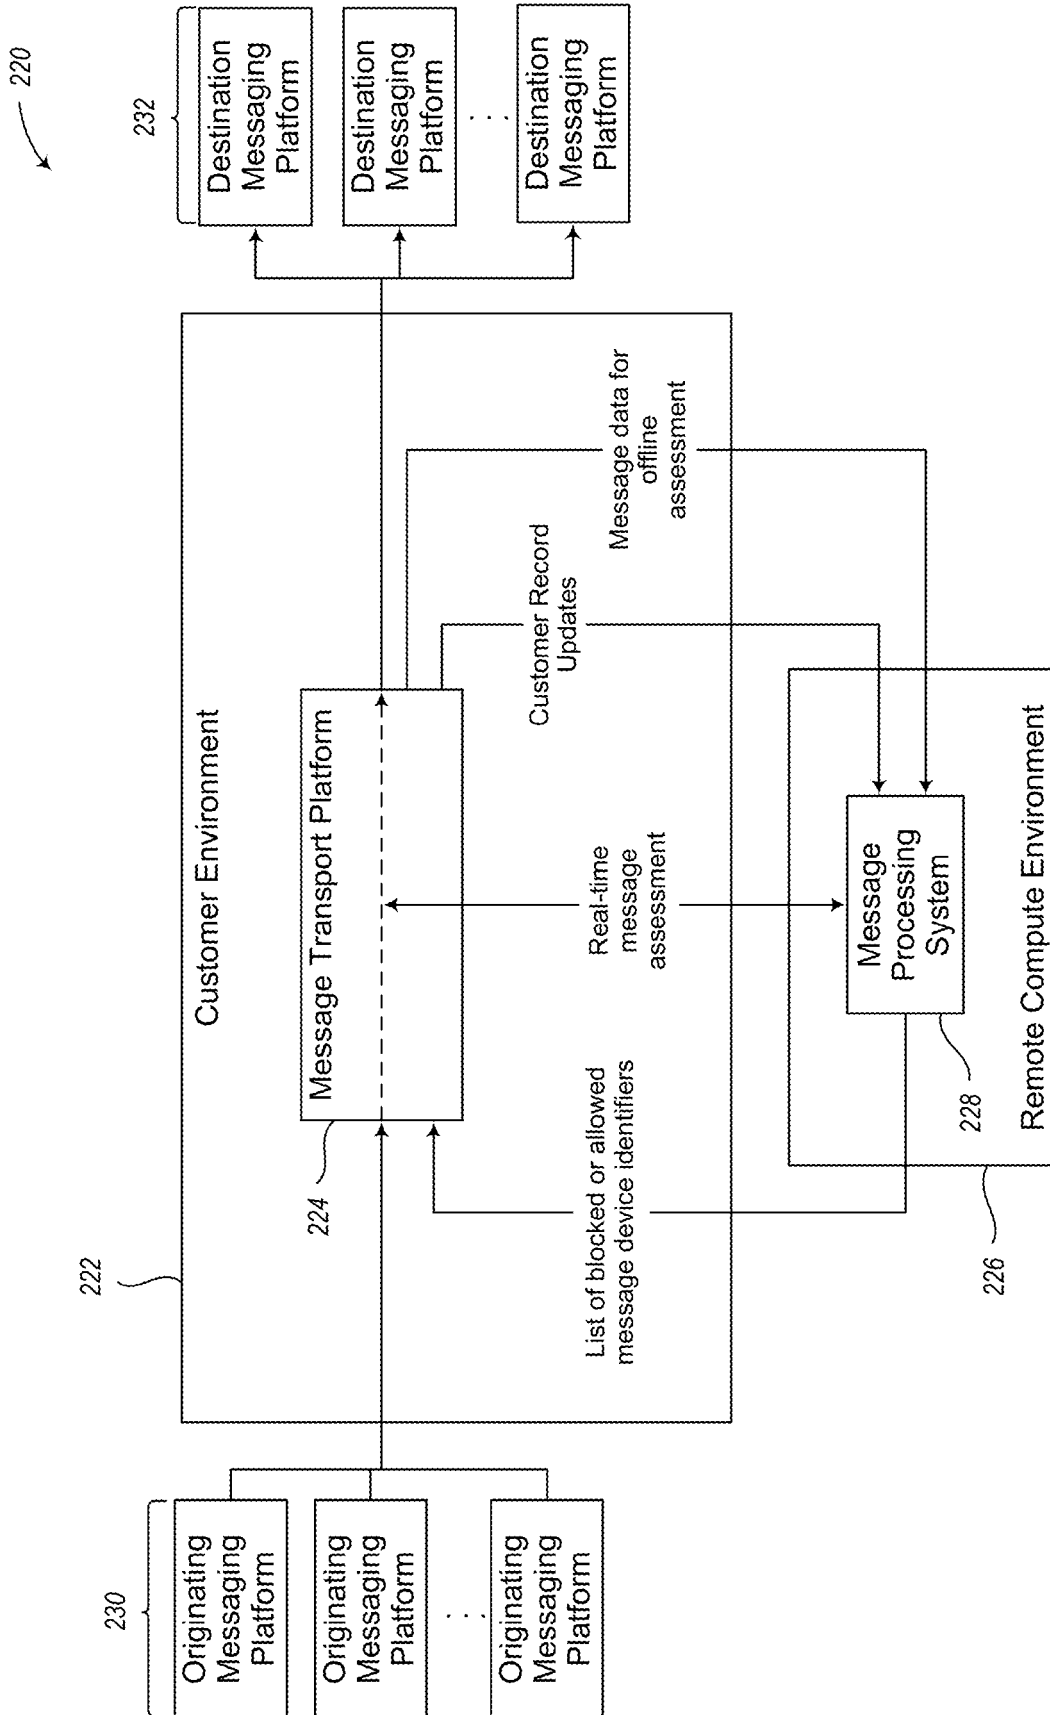 220
230
Originating
Messaging
Platform
Originating
Messaging
Platform
. . .
Originating
Messaging
Platform
222
Customer Environment
224
Message Transport Platform
List of blocked or allowed
message device identifiers
Real-time
message
assessment
Customer Record
Updates
Message data for
offline
assessment
232
Destination
Messaging
Platform
Destination
Messaging
Platform
. . .
Destination
Messaging
Platform
226
228
Message
Processing
System
Remote Compute Environment